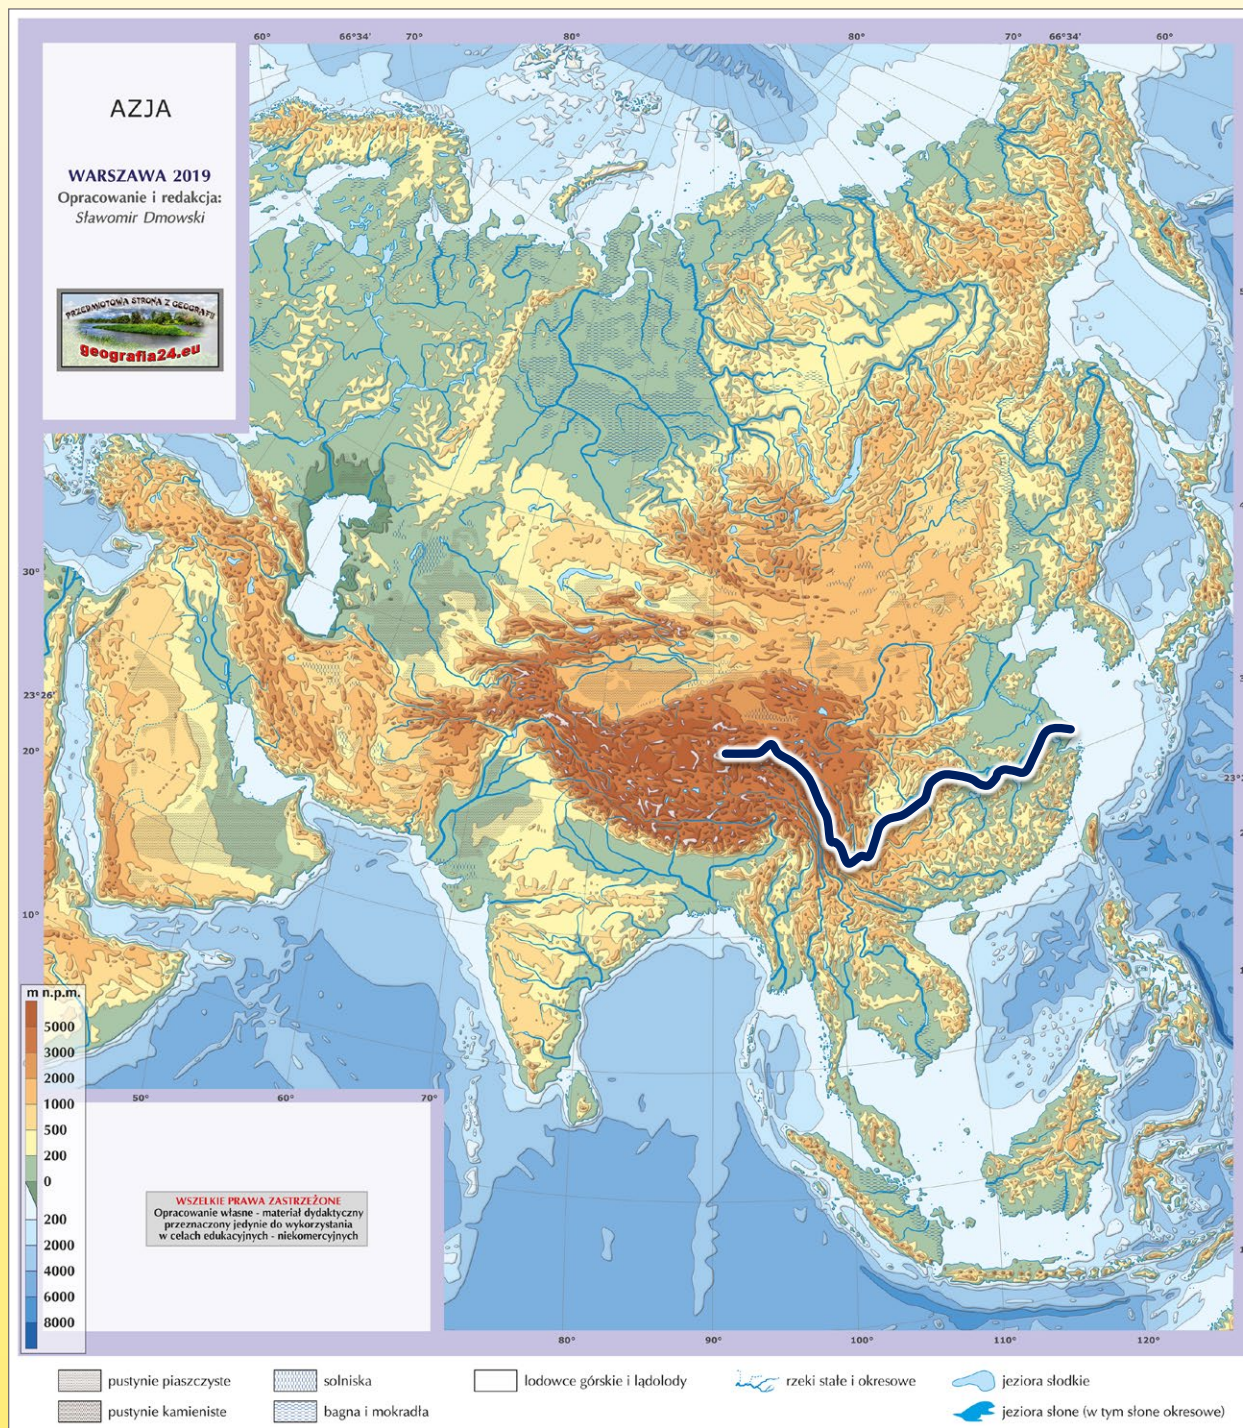 60° 66°34' 70° 80° 80° 70° 66°34' 60°
AZJA
WARSZAWA 2019
Opracowanie i redakcja:
Sławomir Dmowski
PRZEDMIOTOWA STRONA Z GEOGRAFII
geografia24.eu
30°
23°26'
20°
10°
m n.p.m.
5000
3000
2000
1000
500
200
0
200
2000
4000
6000
8000
50° 60° 70°
WSZELKIE PRAWA ZASTRZEŻONE
Opracowanie własne - materiał dydaktyczny
przeznaczony jedynie do wykorzystania
w celach edukacyjnych - niekomercyjnych
80° 90° 100° 110° 120°
pustynie piaszczyste solniska lodowce górskie i lądolody rzeki stałe i okresowe jeziora słodkie
pustynie kamieniste bagna i mokradła jeziora słone (w tym słone okresowe)